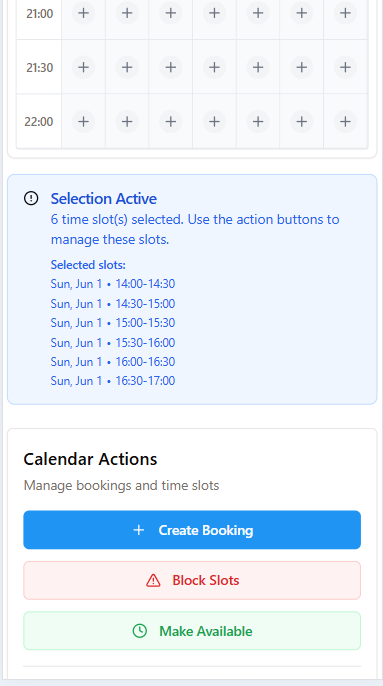 21:00
21:30
22:00
Selection Active
6 time slot(s) selected. Use the action buttons to
manage these slots.
Selected slots:
Sun, Jun 1 • 14:00-14:30
Sun, Jun 1 • 14:30-15:00
Sun, Jun 1 • 15:00-15:30
Sun, Jun 1 • 15:30-16:00
Sun, Jun 1 • 16:00-16:30
Sun, Jun 1 • 16:30-17:00
Calendar Actions
Manage bookings and time slots
Create Booking
Block Slots
Make Available